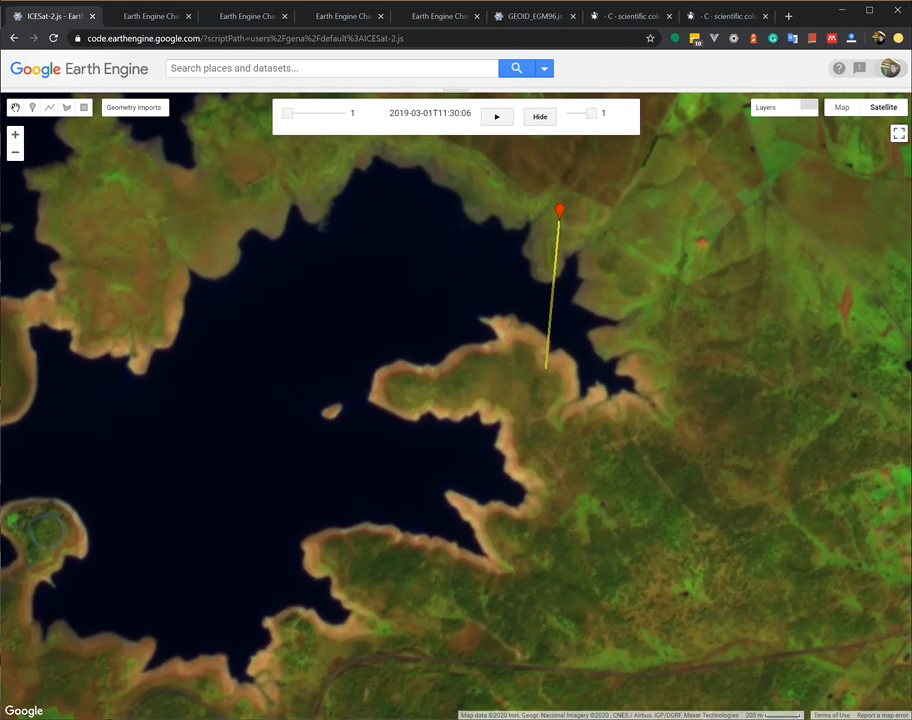 ICESat-2.js - Eart
Earth Engine Cha
Earth Engine Cha
Earth Engine Cha
Earth Engine Cha
GEOID_EGM96.js
C - scientific col
C - scientific col
code.earthengine.google.com/?scriptPath=users%2Fgena%2Fdefault%3AICESat-2.js
10
Google Earth Engine
Search places and datasets...
Geometry Imports
1
2019-03-01T11:30:06
Hide
1
Layers
Map
Satellite
Google
Map data ©2020 Inst. Geogr. Nacional Imagery ©2020 , CNES / Airbus, IGP/DGRF, Maxar Technologies
200 m
Terms of Use
Report a map error